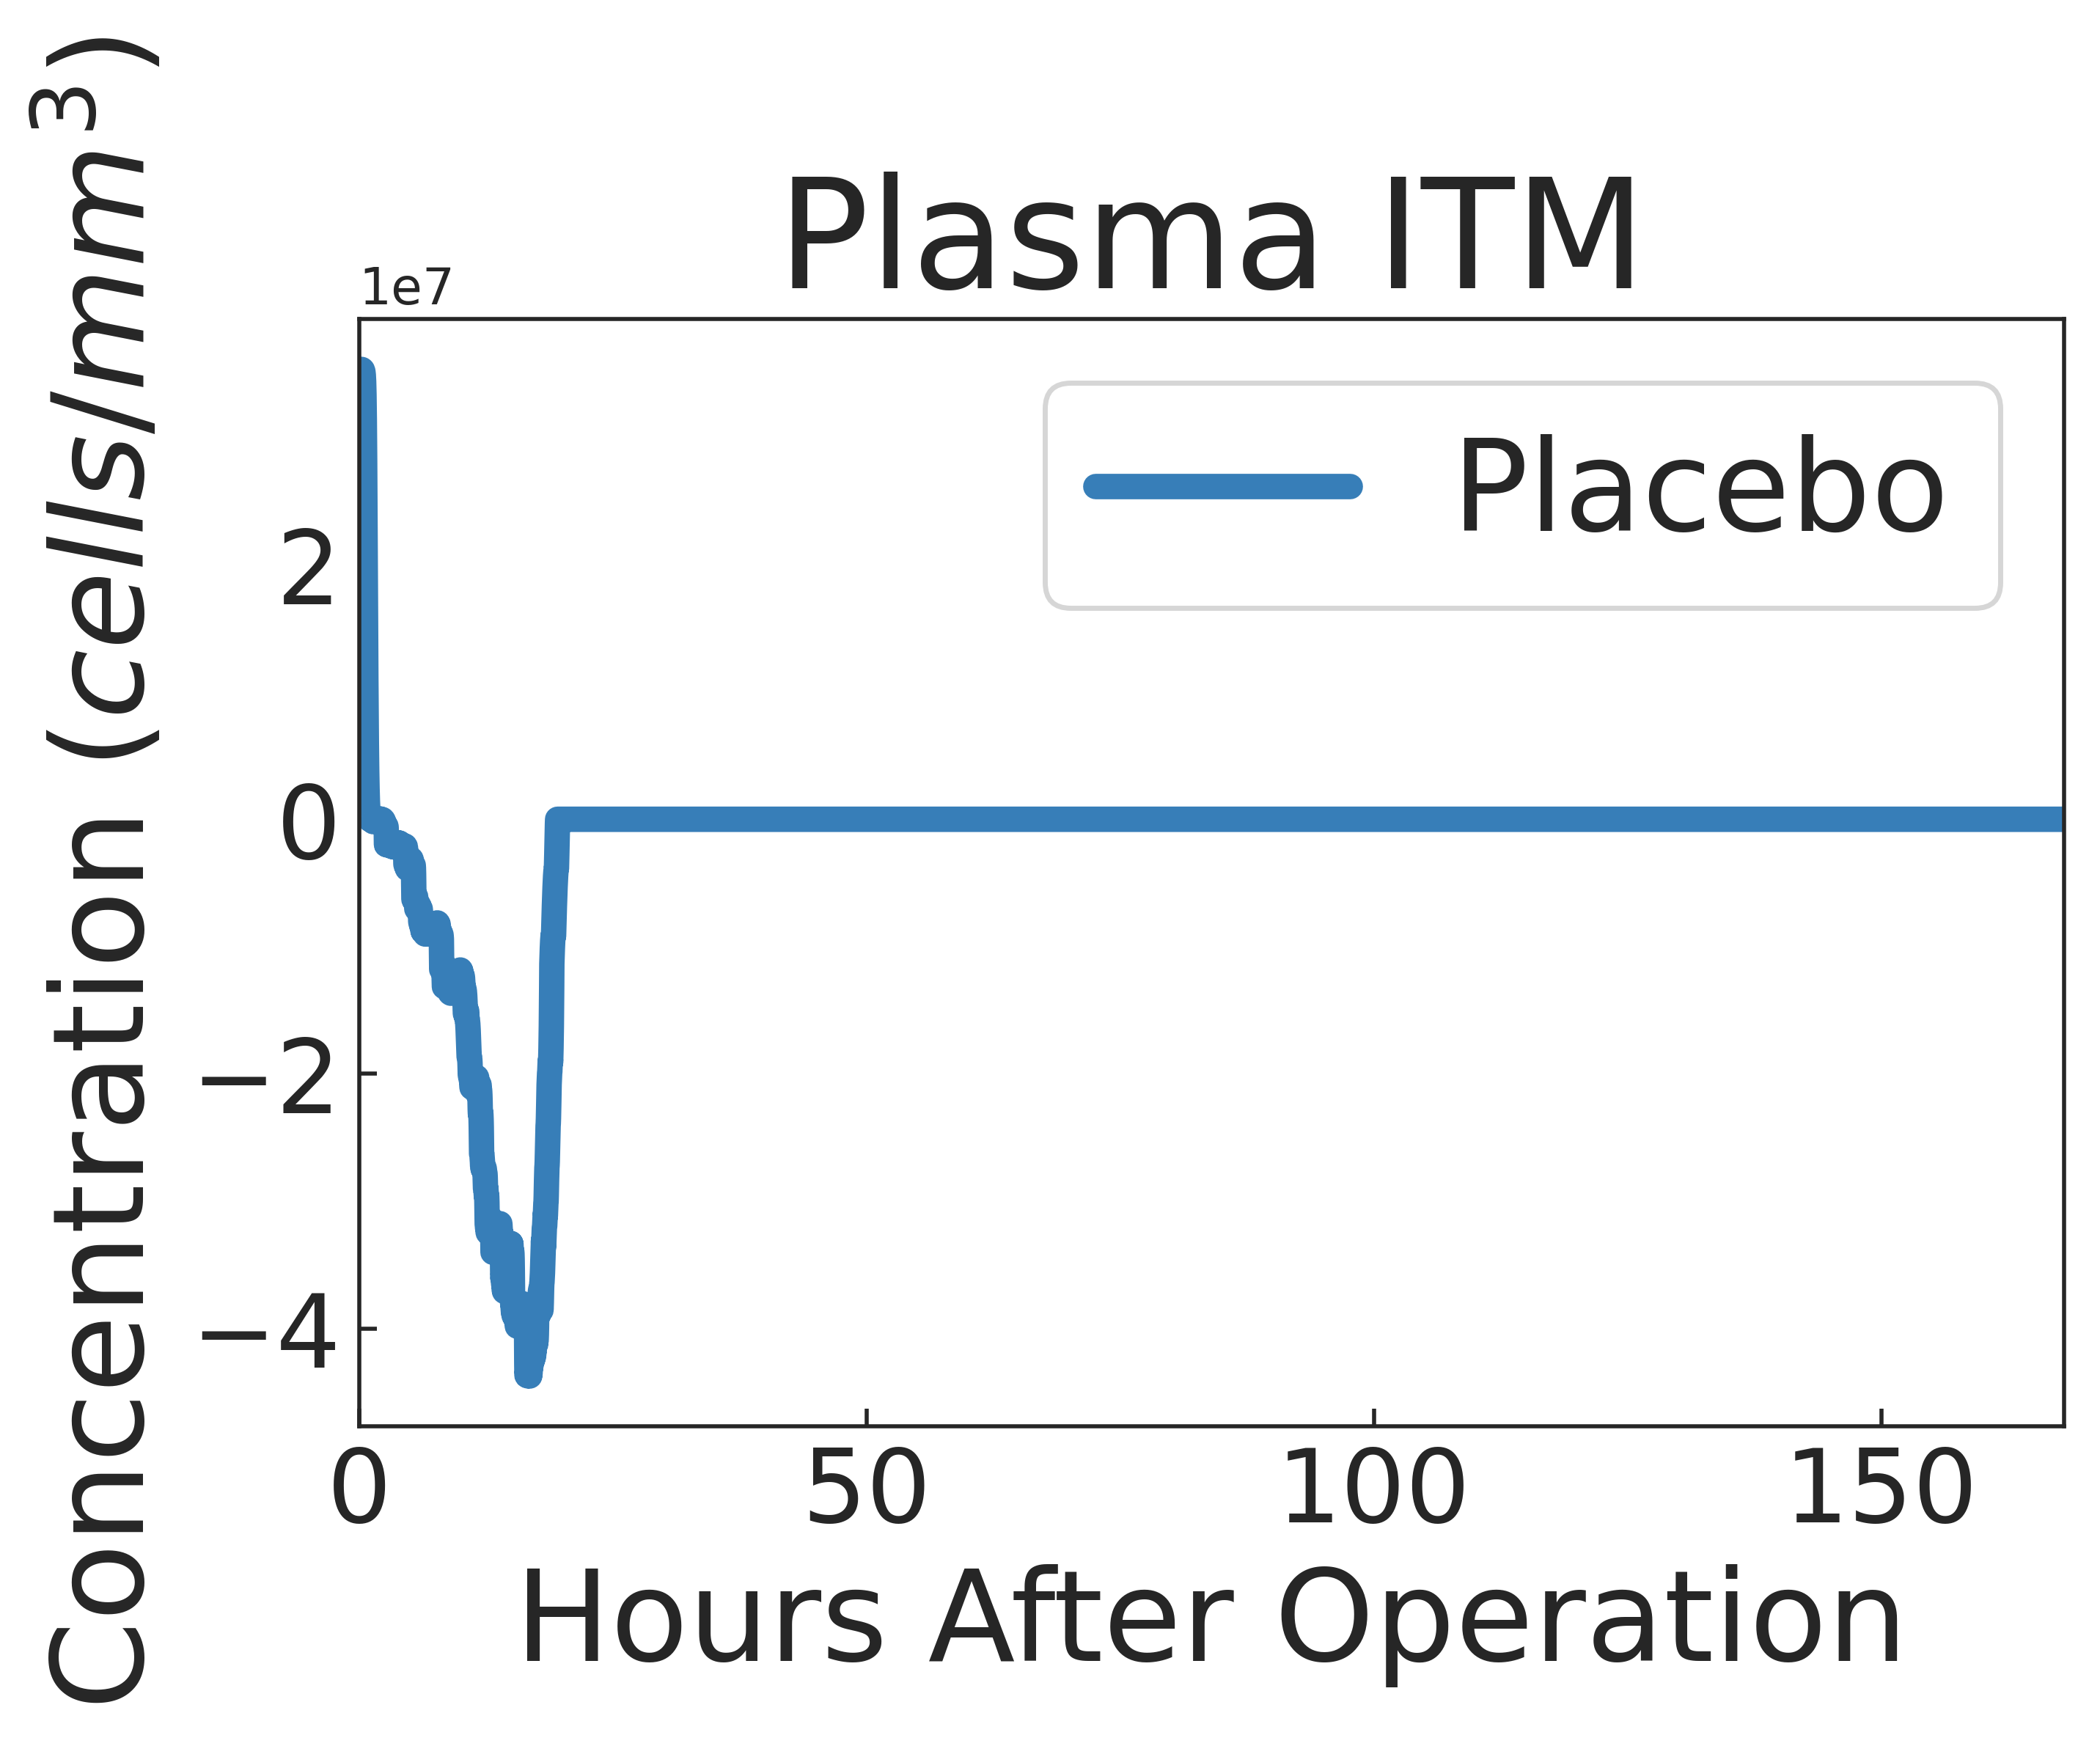 Plasma ITM
1e7
Concentration (cells/mm³)
2
0
−2
−4
Placebo
0 50 100 150
Hours After Operation